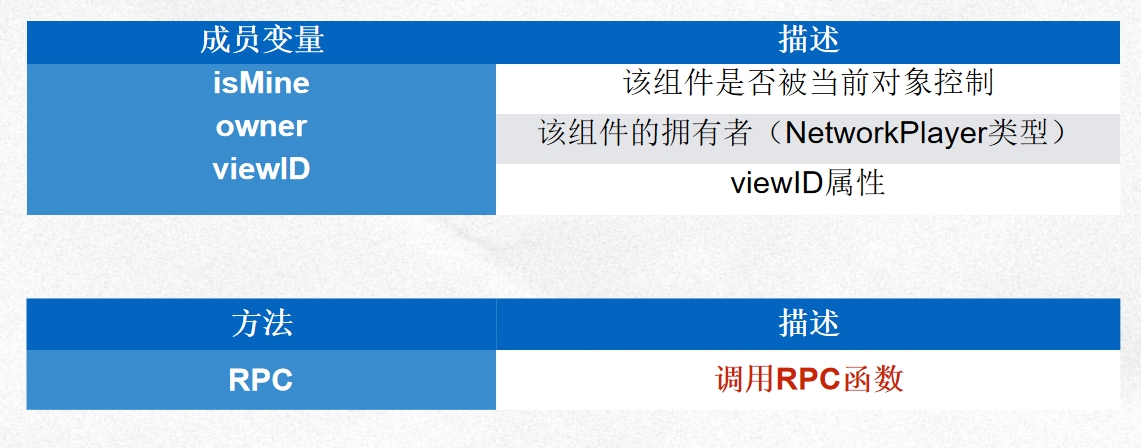 成员变量 描述
isMine 该组件是否被当前对象控制
owner 该组件的拥有者（NetworkPlayer类型）
viewID viewID属性
方法 描述
RPC 调用RPC函数